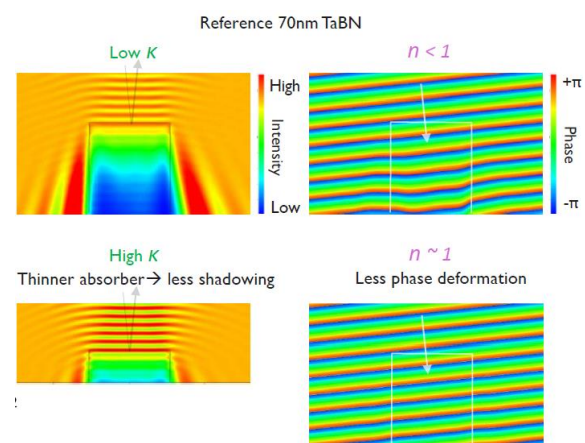 Reference 70nm TaBN
Low K
n < 1
High
Intensity
Low
+π
Phase
-π
High K
Thinner absorber→ less shadowing
n ~ 1
Less phase deformation